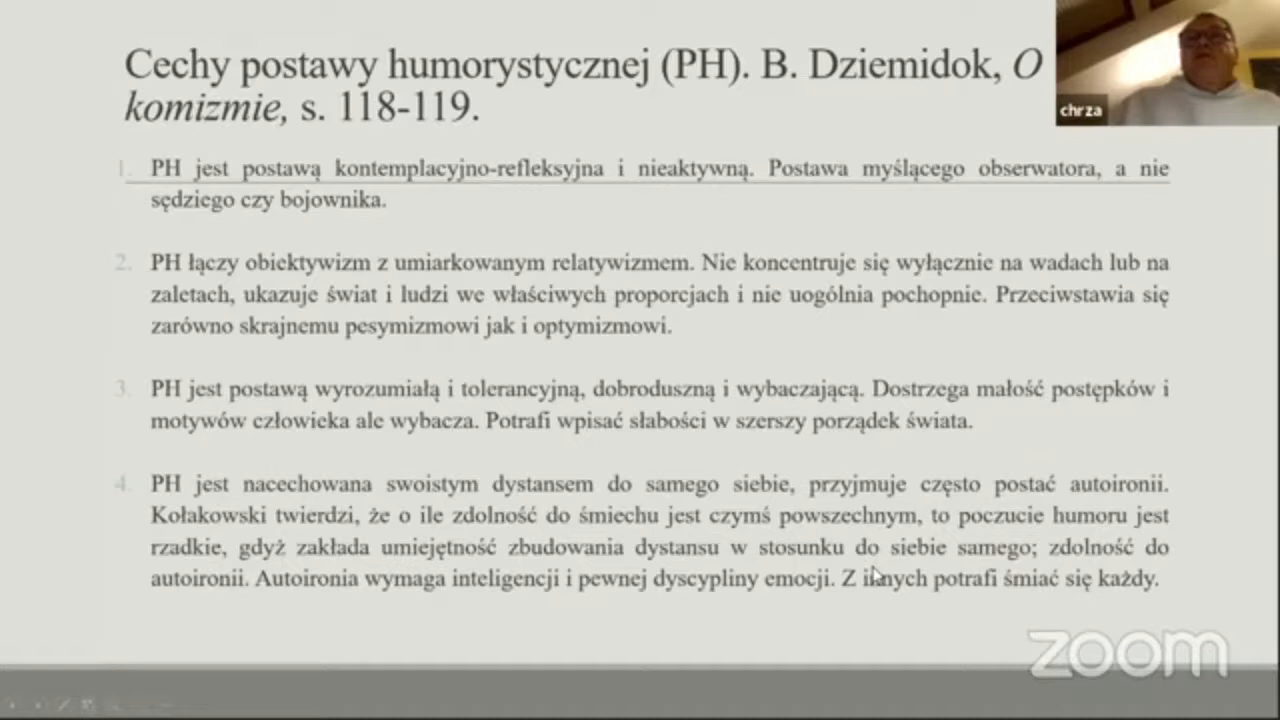 Cechy postawy humorystycznej (PH). B. Dziemidok, O
komizmie, s. 118-119.
chrza
1. PH jest postawą kontemplacyjno-refleksyjna i nieaktywną. Postawa myślącego obserwatora, a nie
sędziego czy bojownika.
2. PH łączy obiektywizm z umiarkowanym relatywizmem. Nie koncentruje się wyłącznie na wadach lub na
zaletach, ukazuje świat i ludzi we właściwych proporcjach i nie uogólnia pochopnie. Przeciwstawia się
zarówno skrajnemu pesymizmowi jak i optymizmowi.
3. PH jest postawą wyrozumiałą i tolerancyjną, dobroduszną i wybaczającą. Dostrzega małość postępków i
motywów człowieka ale wybacza. Potrafi wpisać słabości w szerszy porządek świata.
4. PH jest nacechowana swoistym dystansem do samego siebie, przyjmuje często postać autoironii.
Kołakowski twierdzi, że o ile zdolność do śmiechu jest czymś powszechnym, to poczucie humoru jest
rzadkie, gdyż zakłada umiejętność zbudowania dystansu w stosunku do siebie samego; zdolność do
autoironii. Autoironia wymaga inteligencji i pewnej dyscypliny emocji. Z innych potrafi śmiać się każdy.
zoom